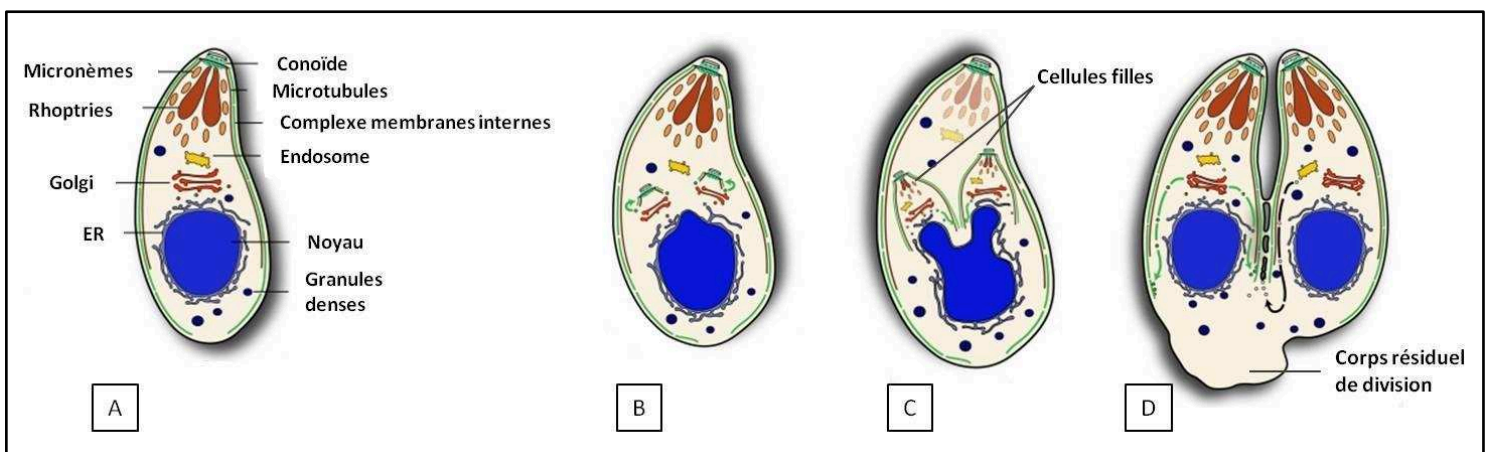 Micronèmes
Rhoptries
Golgi
ER
Conoïde
Microtubules
Complexe membranes internes
Endosome
Noyau
Granules
denses
Cellules filles
Corps résiduel
de division
A
B
C
D